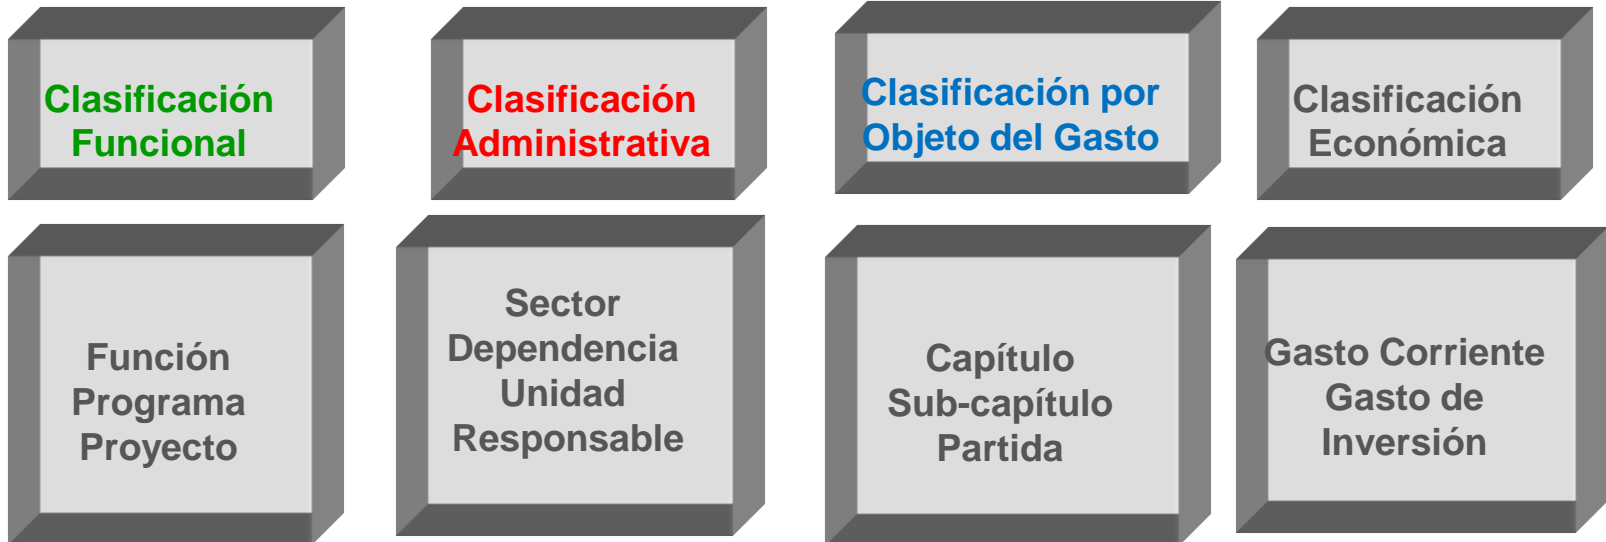 Clasificación
Funcional
Clasificación
Administrativa
Clasificación por
Objeto del Gasto
Clasificación
Económica
Función
Programa
Proyecto
Sector
Dependencia
Unidad
Responsable
Capítulo
Sub-capítulo
Partida
Gasto Corriente
Gasto de
Inversión